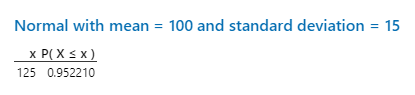 Normal with mean = 100 and standard deviation = 15
x P( X ≤ x )
125 0.952210